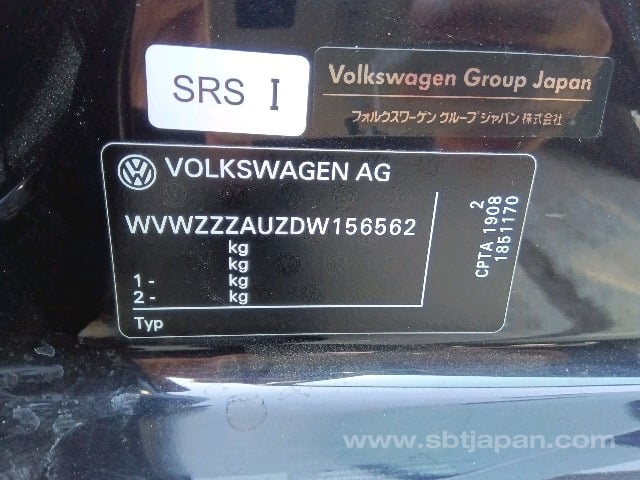 SRS I
Volkswagen Group Japan
フォルクスワーゲン グループ ジャパン 株式会社
VOLKSWAGEN AG
WVWZZZAUZDW156562
kg
kg
1 - kg
2 - kg
Typ
2
CPTA 1908
1851170
www.sbtjapan.com